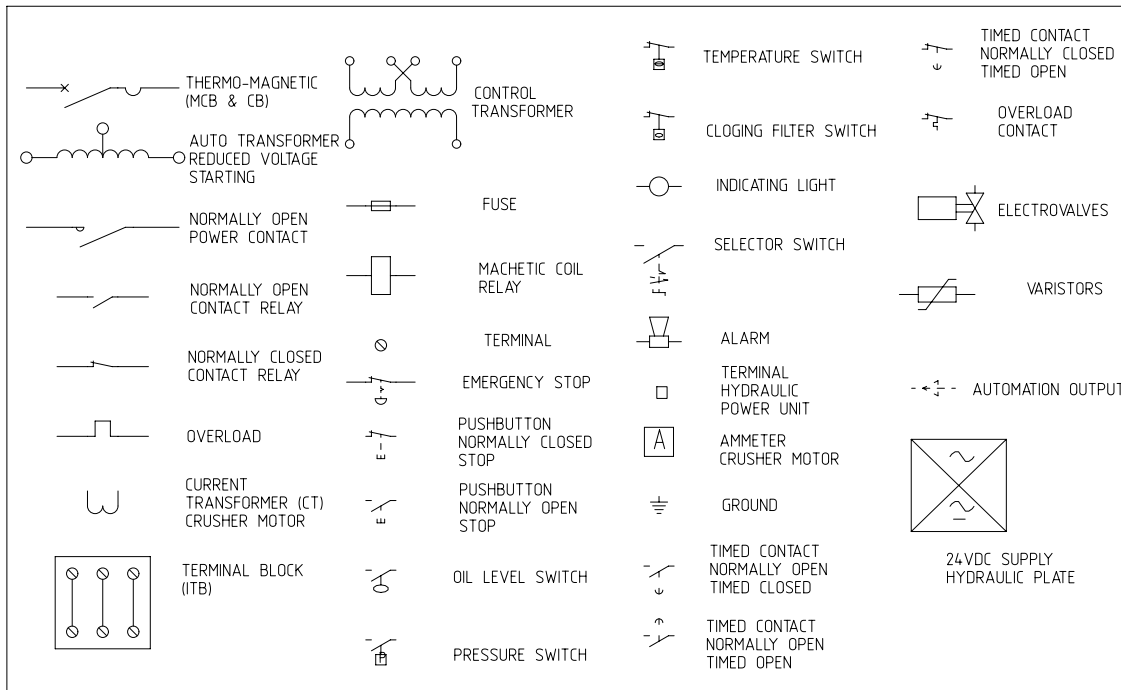 THERMO-MAGNETIC
(MCB & CB)
AUTO TRANSFORMER
REDUCED VOLTAGE
STARTING
NORMALLY OPEN
POWER CONTACT
NORMALLY OPEN
CONTACT RELAY
NORMALLY CLOSED
CONTACT RELAY
OVERLOAD
CURRENT
TRANSFORMER (CT)
CRUSHER MOTOR
TERMINAL BLOCK
(ITB)
CONTROL
TRANSFORMER
FUSE
MACHETIC COIL
RELAY
TERMINAL
EMERGENCY STOP
PUSHBUTTON
NORMALLY CLOSED
STOP
PUSHBUTTON
NORMALLY OPEN
STOP
OIL LEVEL SWITCH
P
PRESSURE SWITCH
TEMPERATURE SWITCH
CLOGING FILTER SWITCH
INDICATING LIGHT
SELECTOR SWITCH
ALARM
TERMINAL
HYDRAULIC
POWER UNIT
A
AMMETER
CRUSHER MOTOR
GROUND
TIMED CONTACT
NORMALLY OPEN
TIMED CLOSED
TIMED CONTACT
NORMALLY OPEN
TIMED OPEN
TIMED CONTACT
NORMALLY CLOSED
TIMED OPEN
OVERLOAD
CONTACT
ELECTROVALVES
VARISTORS
AUTOMATION OUTPUT
24VDC SUPPLY
HYDRAULIC PLATE